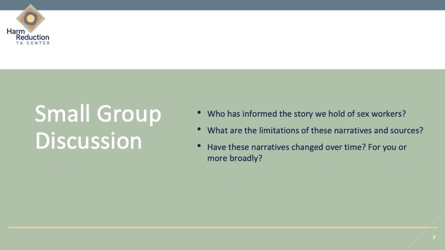 Harm
Reduction
TA CENTER
Small Group
Discussion
• Who has informed the story we hold of sex workers?
• What are the limitations of these narratives and sources?
• Have these narratives changed over time? For you or
more broadly?
7